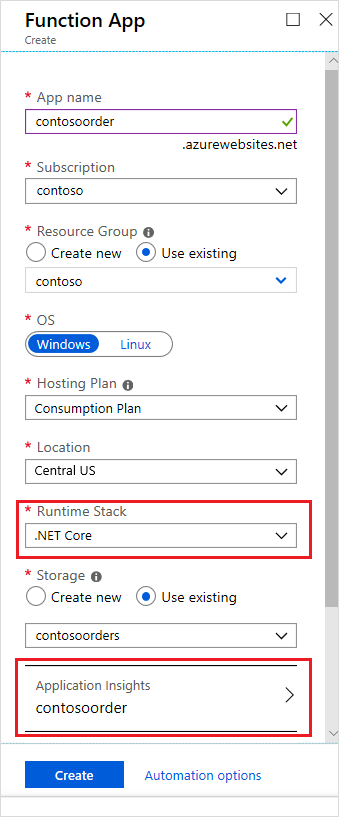 Function App
Create
* App name
contosoorder
.azurewebsites.net
* Subscription
contoso
* Resource Group
Create new Use existing
contoso
* OS
Windows Linux
* Hosting Plan
Consumption Plan
* Location
Central US
* Runtime Stack
.NET Core
* Storage
Create new Use existing
contosoorders
Application Insights
contosoorder
Create Automation options